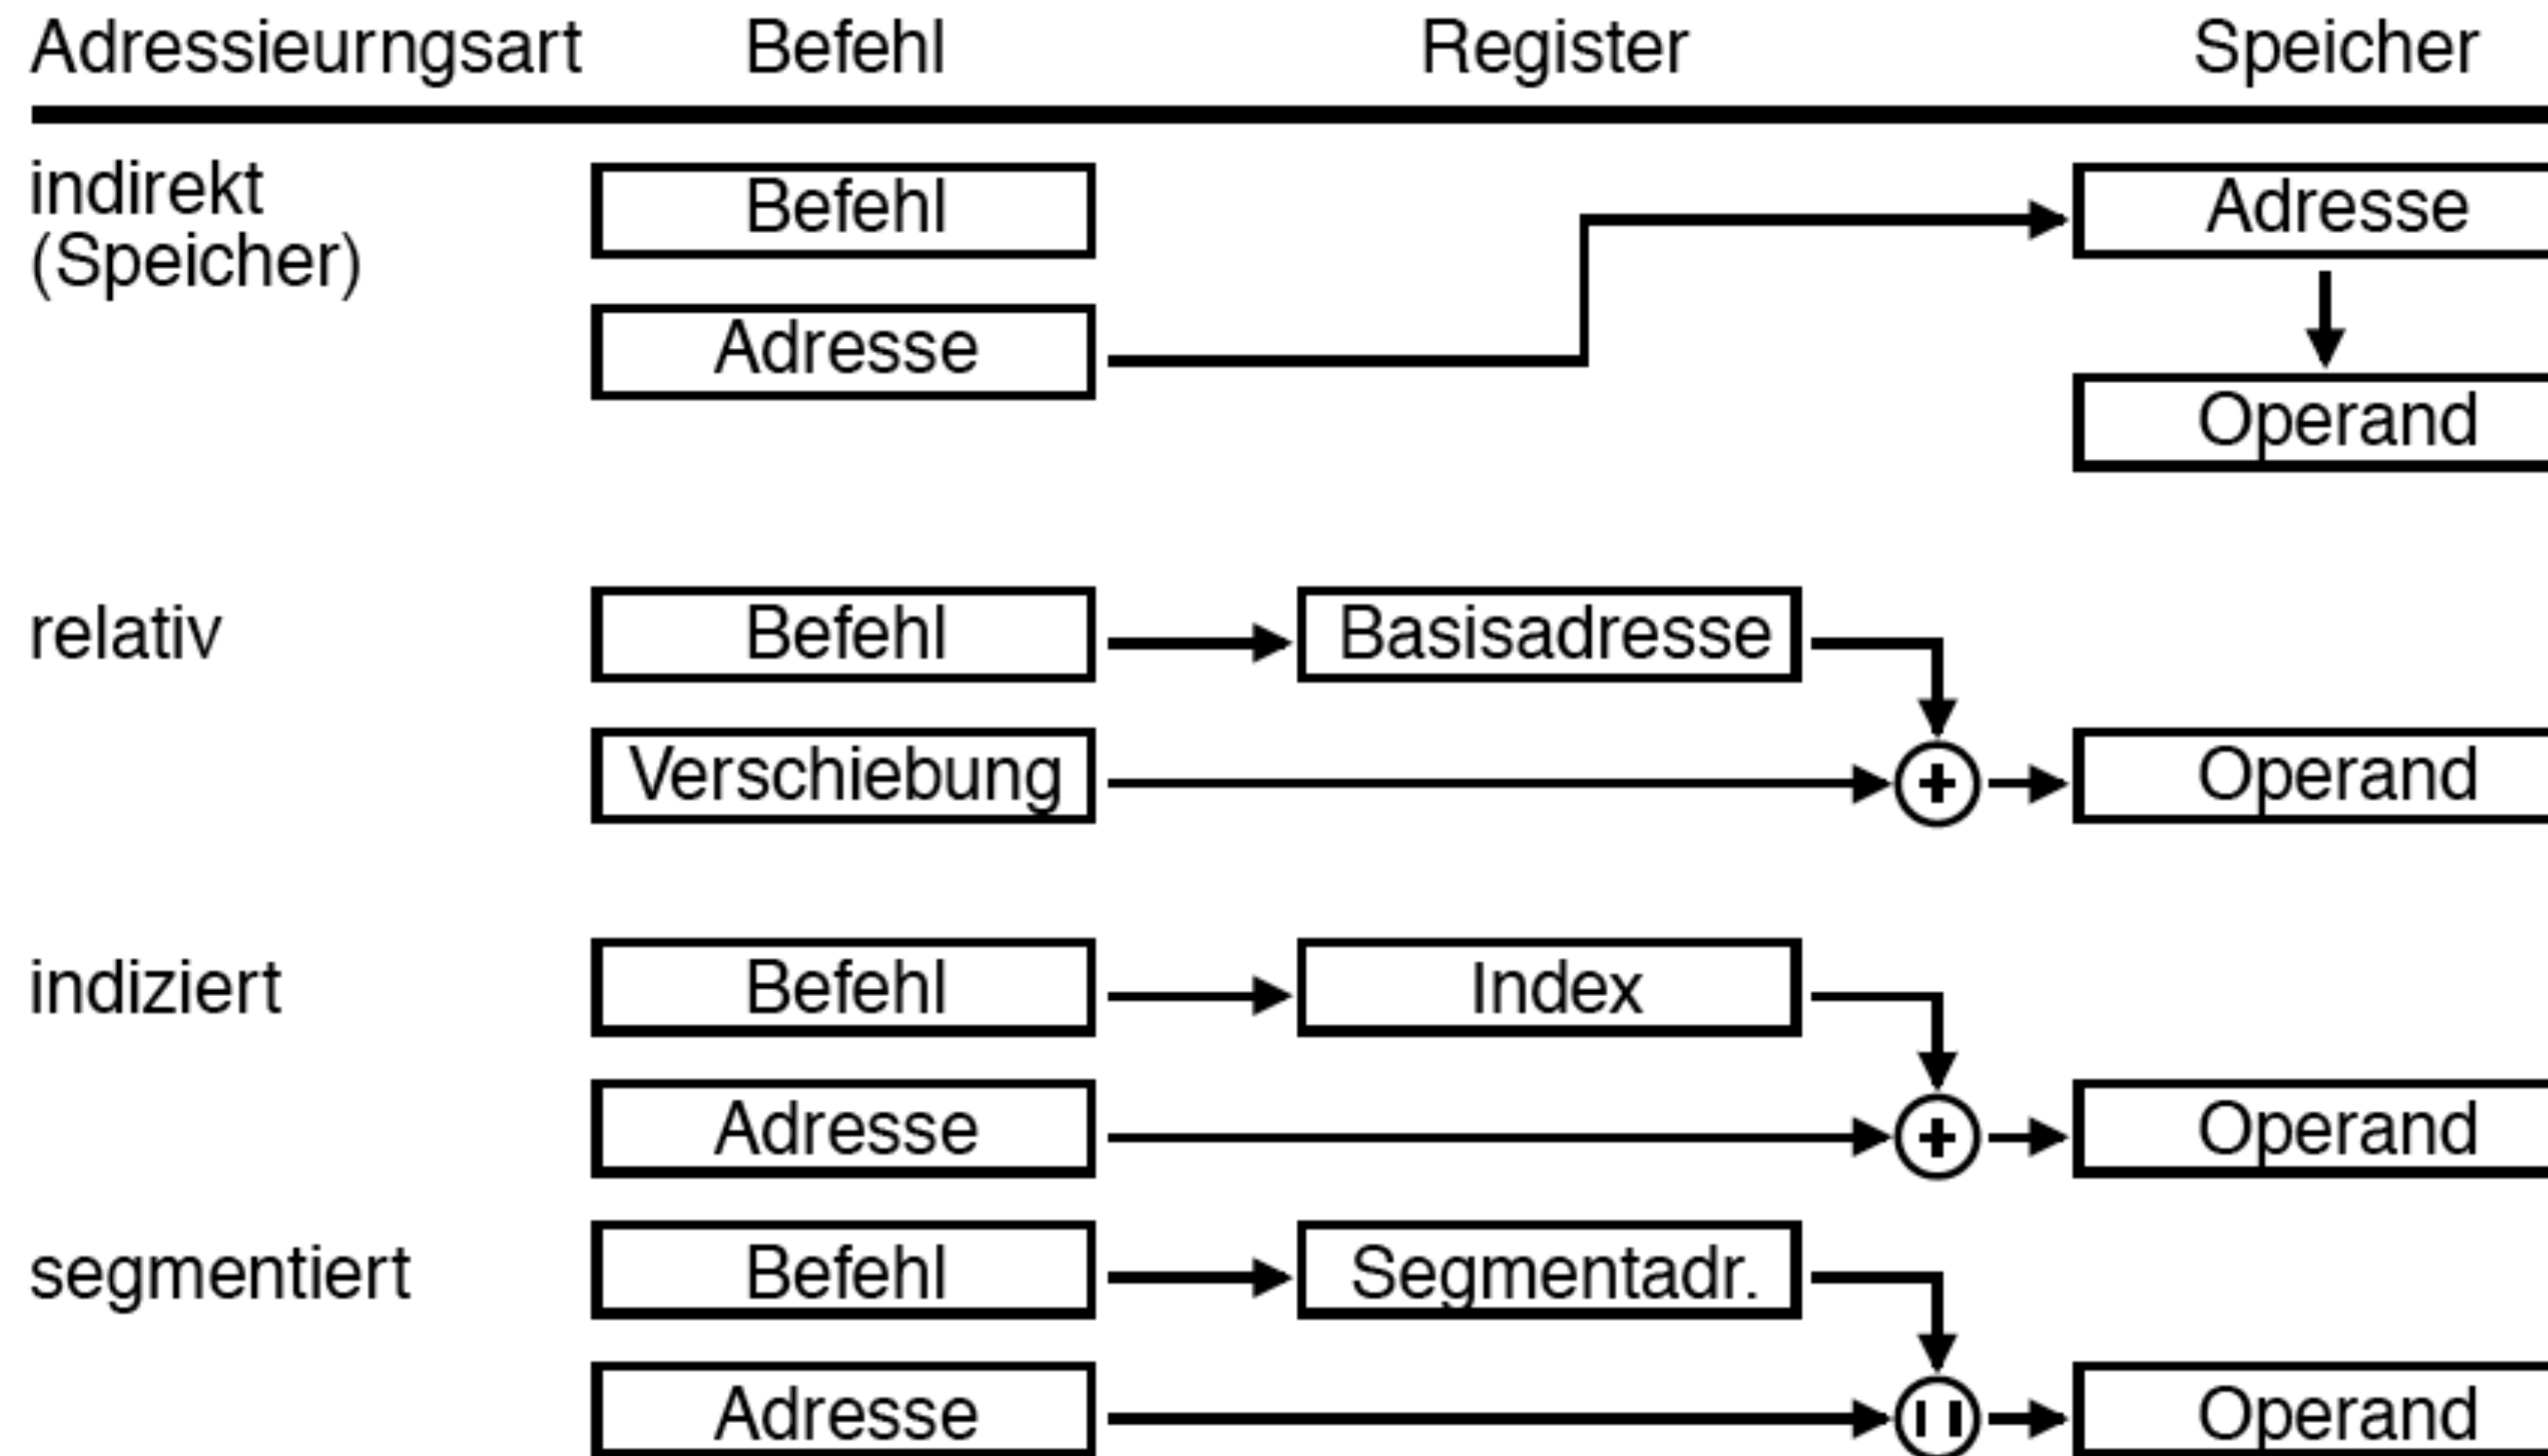 Adressieurngsart Befehl Register Speicher
indirekt Befehl Adresse
(Speicher)
Adresse
Operand
relativ Befehl Basisadresse
Verschiebung + Operand
indiziert Befehl Index
Adresse + Operand
segmentiert Befehl Segmentadr.
Adresse || Operand